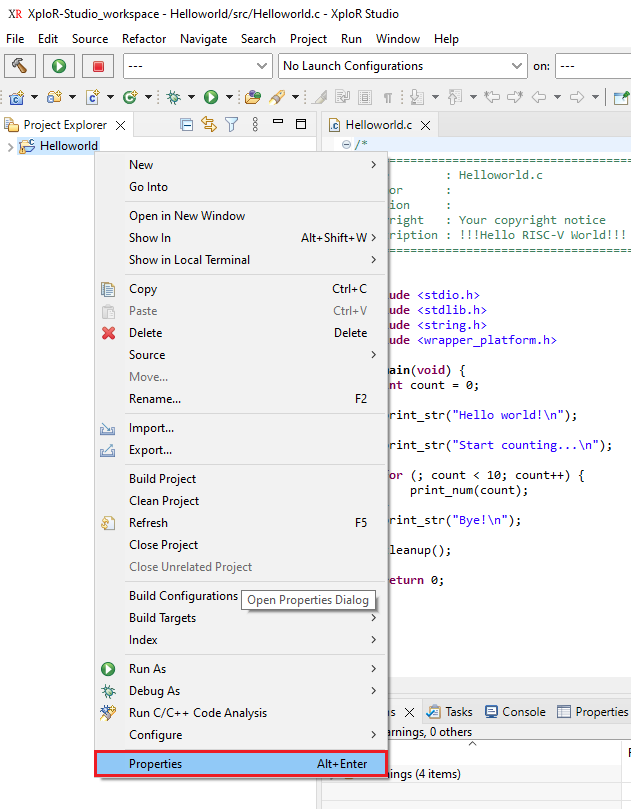 XR XploR-Studio_workspace - Helloworld/src/Helloworld.c - XploR Studio
File Edit Source Refactor Navigate Search Project Run Window Help
--- No Launch Configurations on: ---
Project Explorer
Helloworld.c
Helloworld
/*
: Helloworld.c
or :
ion :
right : Your copyright notice
ription : !!!Hello RISC-V World!!!
ude <stdio.h>
ude <stdlib.h>
ude <string.h>
ude <wrapper_platform.h>
main(void) {
nt count = 0;
rint_str("Hello world!\n");
rint_str("Start counting...\n");
or (; count < 10; count++) {
print_num(count);
rint_str("Bye!\n");
leanup();
eturn 0;
New
Go Into
Open in New Window
Show In Alt+Shift+W
Show in Local Terminal
Copy Ctrl+C
Paste Ctrl+V
Delete Delete
Source
Move...
Rename... F2
Import...
Export...
Build Project
Clean Project
Refresh F5
Close Project
Close Unrelated Project
Build Configurations
Open Properties Dialog
Build Targets
Index
Run As
Debug As
Run C/C++ Code Analysis
Configure
Properties Alt+Enter
s Tasks Console Properties
arnings, 0 others
nings (4 items)